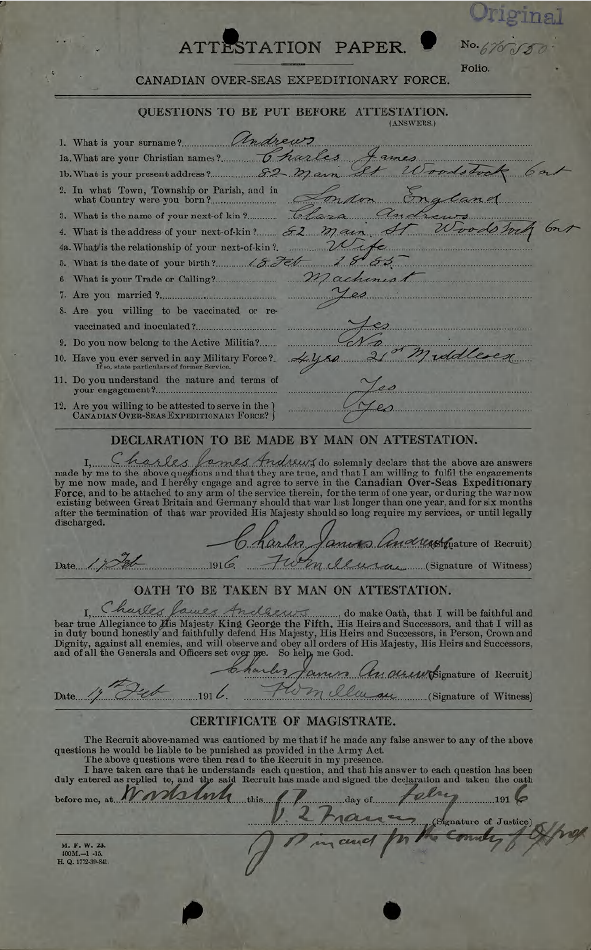 Original
ATTESTATION PAPER.
No. 675550
Folio.
CANADIAN OVER-SEAS EXPEDITIONARY FORCE.
QUESTIONS TO BE PUT BEFORE ATTESTATION.
(ANSWERS.)
1. What is your surname? Andrews
1a. What are your Christian names? Charles James
1b. What is your present address? 82 Main St Woodstock Ont
2. In what Town, Township or Parish, and in
what Country were you born? London England
3. What is the name of your next-of kin? Clara Andrews
4. What is the address of your next-of-kin? 82 Main St Woodstock Ont
4a. What is the relationship of your next-of-kin? Wife
5. What is the date of your birth? 18 Feb 1885
6. What is your Trade or Calling? Machinist
7. Are you married? Yes
8. Are you willing to be vaccinated or re-
vaccinated and inoculated? Yes
9. Do you now belong to the Active Militia? No
10. Have you ever served in any Military Force? 4 yrs 21st Middlesex
If so, state particulars of former Service.
11. Do you understand the nature and terms of
your engagement? Yes
12. Are you willing to be attested to serve in the
CANADIAN OVER-SEAS EXPEDITIONARY FORCE? Yes
DECLARATION TO BE MADE BY MAN ON ATTESTATION.
I, Charles James Andrews do solemnly declare that the above are answers
made by me to the above questions and that they are true, and that I am willing to fulfil the engagements
by me now made, and I hereby engage and agree to serve in the Canadian Over-Seas Expeditionary
Force, and to be attached to any arm of the service therein, for the term of one year, or during the war now
existing between Great Britain and Germany should that war last longer than one year, and for six months
after the termination of that war provided His Majesty should so long require my services, or until legally
discharged.
Charles James Andrews (Signature of Recruit)
Date 17 Feb 1916 (Signature of Witness)
OATH TO BE TAKEN BY MAN ON ATTESTATION.
I, Charles James Andrews do make Oath, that I will be faithful and
bear true Allegiance to His Majesty King George the Fifth, His Heirs and Successors, and that I will as
in duty bound honestly and faithfully defend His Majesty, His Heirs and Successors, in Person, Crown and
Dignity, against all enemies, and will observe and obey all orders of His Majesty, His Heirs and Successors,
and of all the Generals and Officers set over me. So help me God.
Charles James Andrews (Signature of Recruit)
Date 17th Feb 1916 (Signature of Witness)
CERTIFICATE OF MAGISTRATE.
The Recruit above-named was cautioned by me that if he made any false answer to any of the above
questions he would be liable to be punished as provided in the Army Act.
The above questions were then read to the Recruit in my presence.
I have taken care that he understands each question, and that his answer to each question has been
duly entered as replied to, and the said Recruit has made and signed the declaration and taken the oath
before me, at Woodstock this 17 day of Feby 1916
Francis (Signature of Justice)
J P in and for the county of Oxford
M. F. W. 23.
400M.-1-15.
H. Q. 1772-39-841.